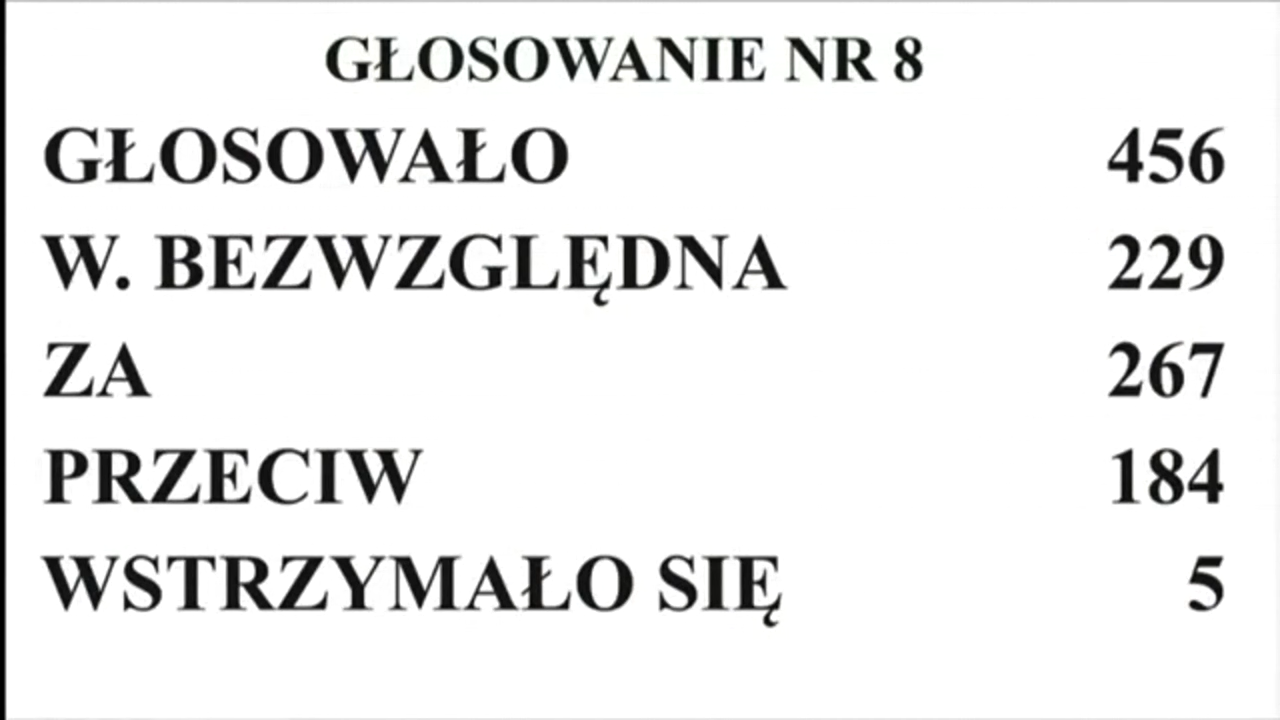 GŁOSOWANIE NR 8
GŁOSOWAŁO 456
W. BEZWZGLĘDNA 229
ZA 267
PRZECIW 184
WSTRZYMAŁO SIĘ 5